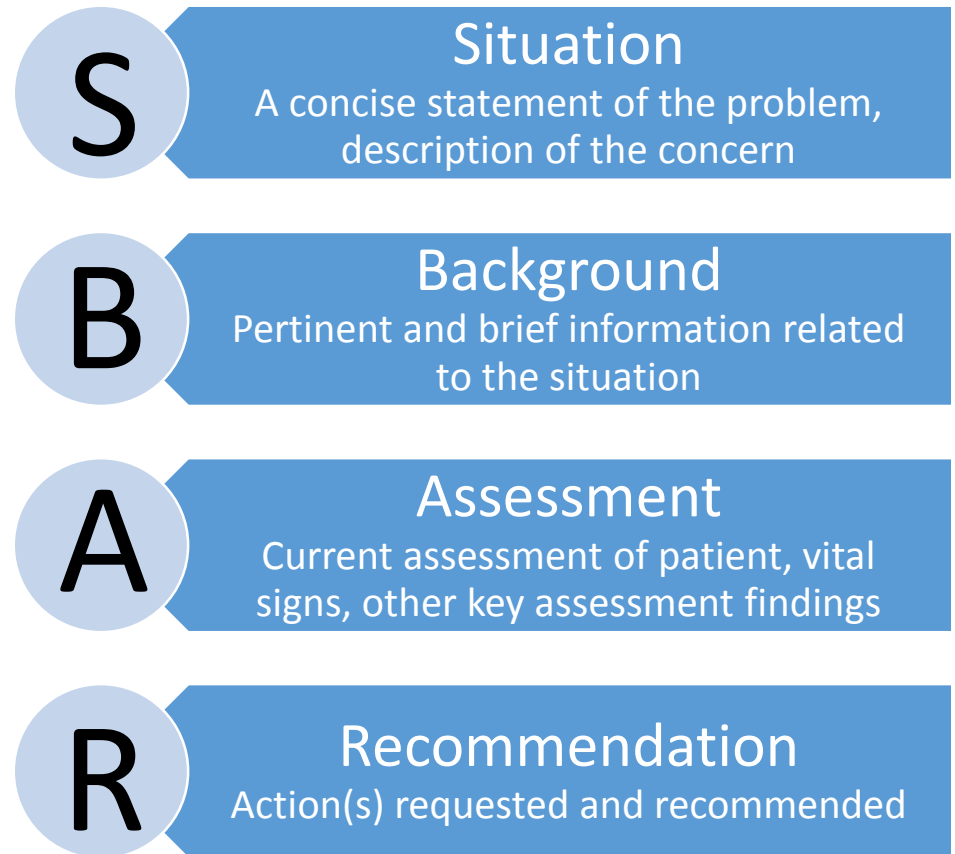 S
Situation
A concise statement of the problem,
description of the concern
B
Background
Pertinent and brief information related
to the situation
A
Assessment
Current assessment of patient, vital
signs, other key assessment findings
R
Recommendation
Action(s) requested and recommended